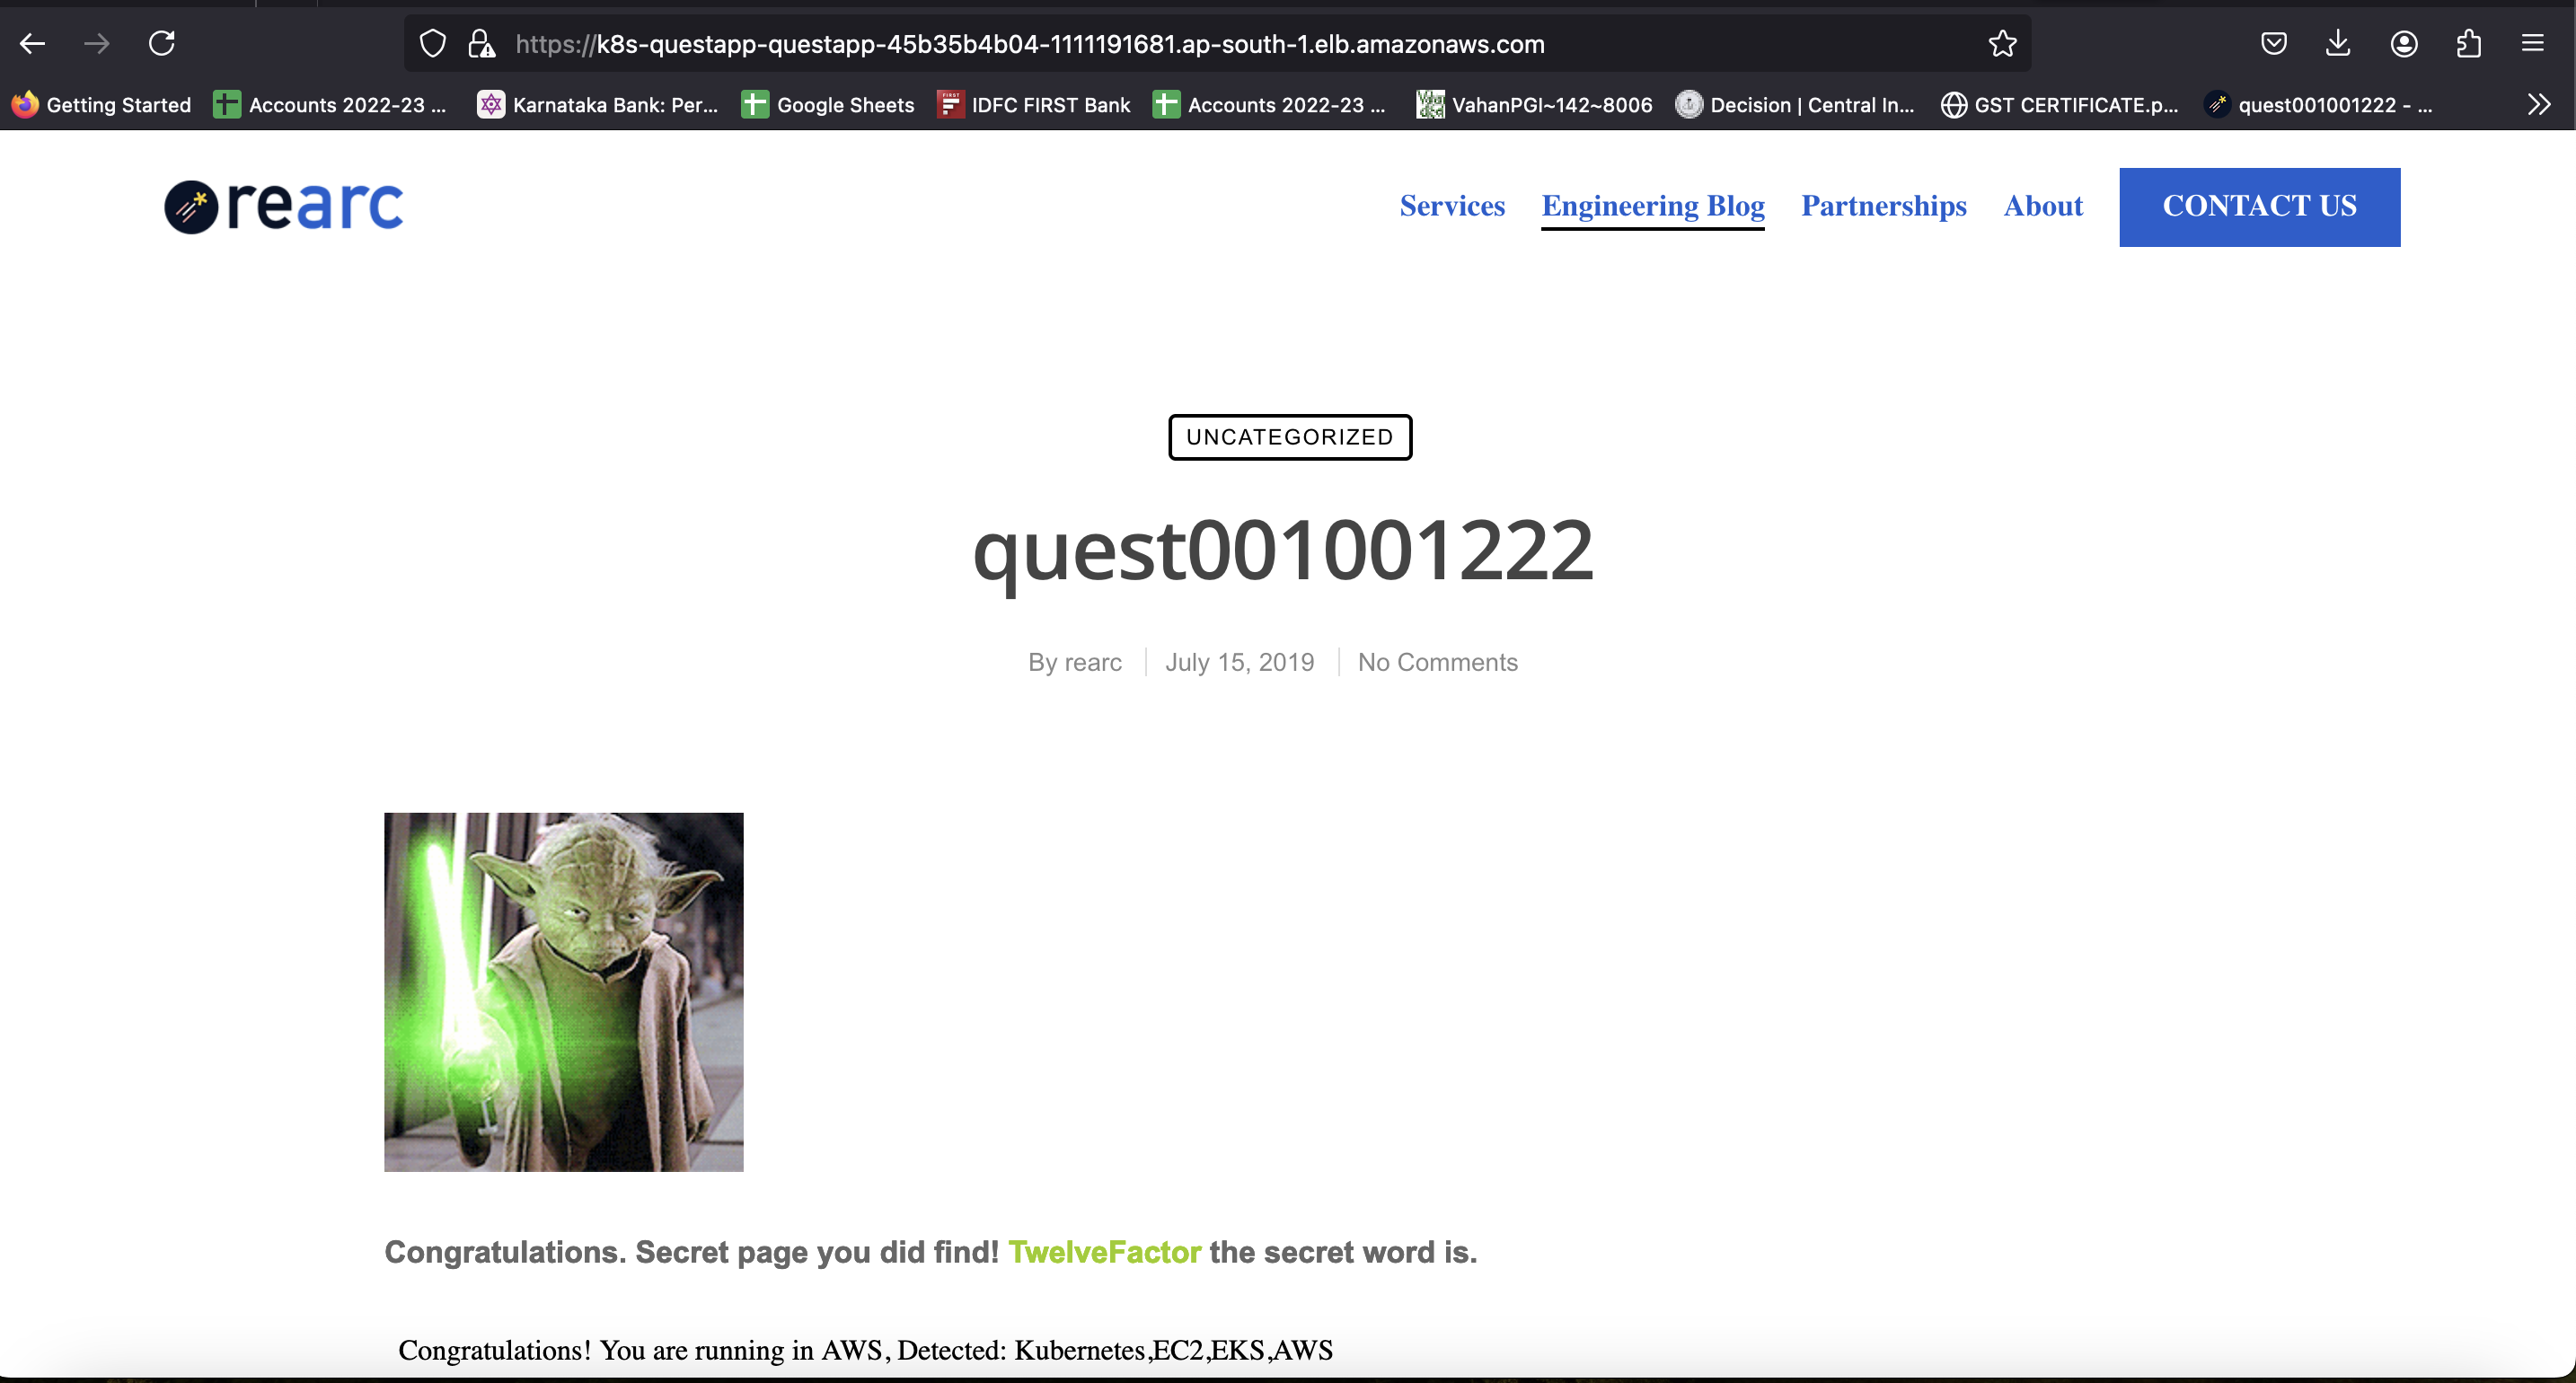 https://k8s-questapp-questapp-45b35b4b04-1111191681.ap-south-1.elb.amazonaws.com
Getting Started Accounts 2022-23 ... Karnataka Bank: Per... Google Sheets IDFC FIRST Bank Accounts 2022-23 ... VahanPGI~142~8006 Decision | Central In... GST CERTIFICATE.p... quest001001222 - ...
rearc Services Engineering Blog Partnerships About CONTACT US
UNCATEGORIZED
quest001001222
By rearc July 15, 2019 No Comments
Congratulations. Secret page you did find! TwelveFactor the secret word is.
Congratulations! You are running in AWS, Detected: Kubernetes,EC2,EKS,AWS